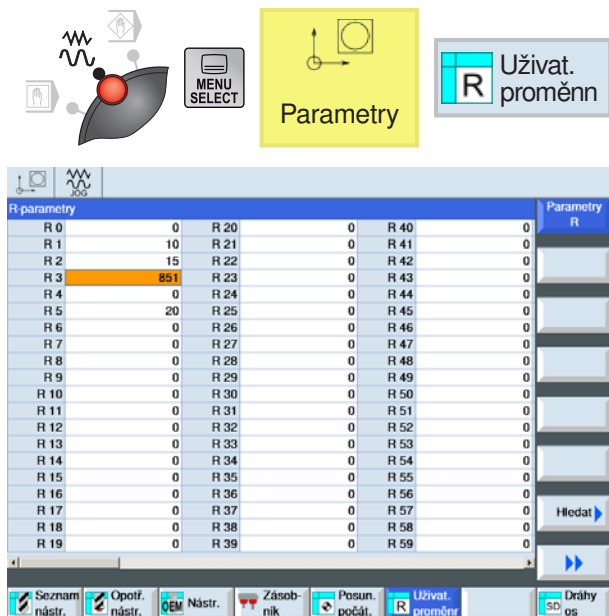 MENU
SELECT
Parametry
R Uživat.
proměnn
JOG
R-parametry
Parametry
R
R 0 0 R 20 0 R 40 0
R 1 10 R 21 0 R 41 0
R 2 15 R 22 0 R 42 0
R 3 851 R 23 0 R 43 0
R 4 0 R 24 0 R 44 0
R 5 20 R 25 0 R 45 0
R 6 0 R 26 0 R 46 0
R 7 0 R 27 0 R 47 0
R 8 0 R 28 0 R 48 0
R 9 0 R 29 0 R 49 0
R 10 0 R 30 0 R 50 0
R 11 0 R 31 0 R 51 0
R 12 0 R 32 0 R 52 0
R 13 0 R 33 0 R 53 0
R 14 0 R 34 0 R 54 0
R 15 0 R 35 0 R 55 0
R 16 0 R 36 0 R 56 0
R 17 0 R 37 0 R 57 0
R 18 0 R 38 0 R 58 0
R 19 0 R 39 0 R 59 0
Hledat
Seznam
nástr.
Opotř.
nástr.
OEM Nástr.
Zásob-
ník
Posun.
počát.
R Uživat.
proměnr
SD Dráhy
os